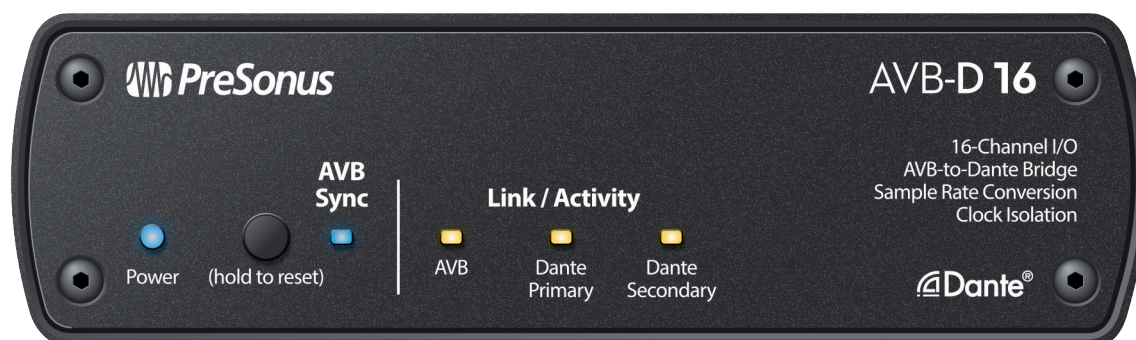 PreSonus
AVB-D 16
16-Channel I/O
AVB-to-Dante Bridge
Sample Rate Conversion
Clock Isolation
AVB
Sync
Link / Activity
Power
(hold to reset)
AVB
Dante
Primary
Dante
Secondary
Dante®